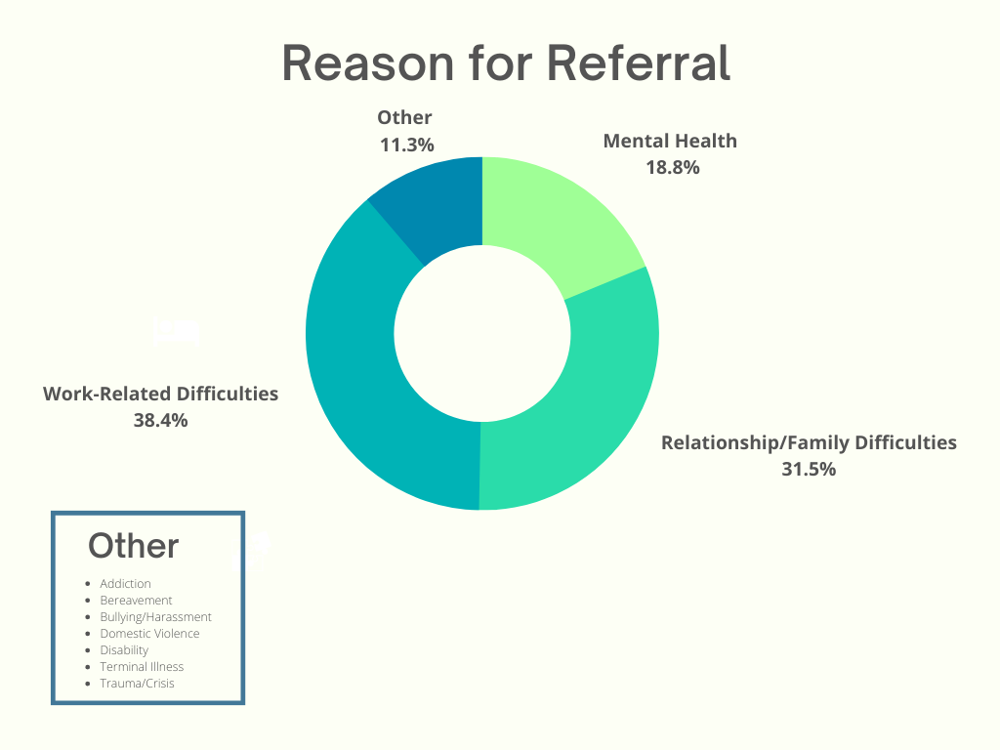 Reason for Referral
Other
11.3%
Mental Health
18.8%
Work-Related Difficulties
38.4%
Relationship/Family Difficulties
31.5%
Other
Addiction
Bereavement
Bullying/Harassment
Domestic Violence
Disability
Terminal Illness
Trauma/Crisis